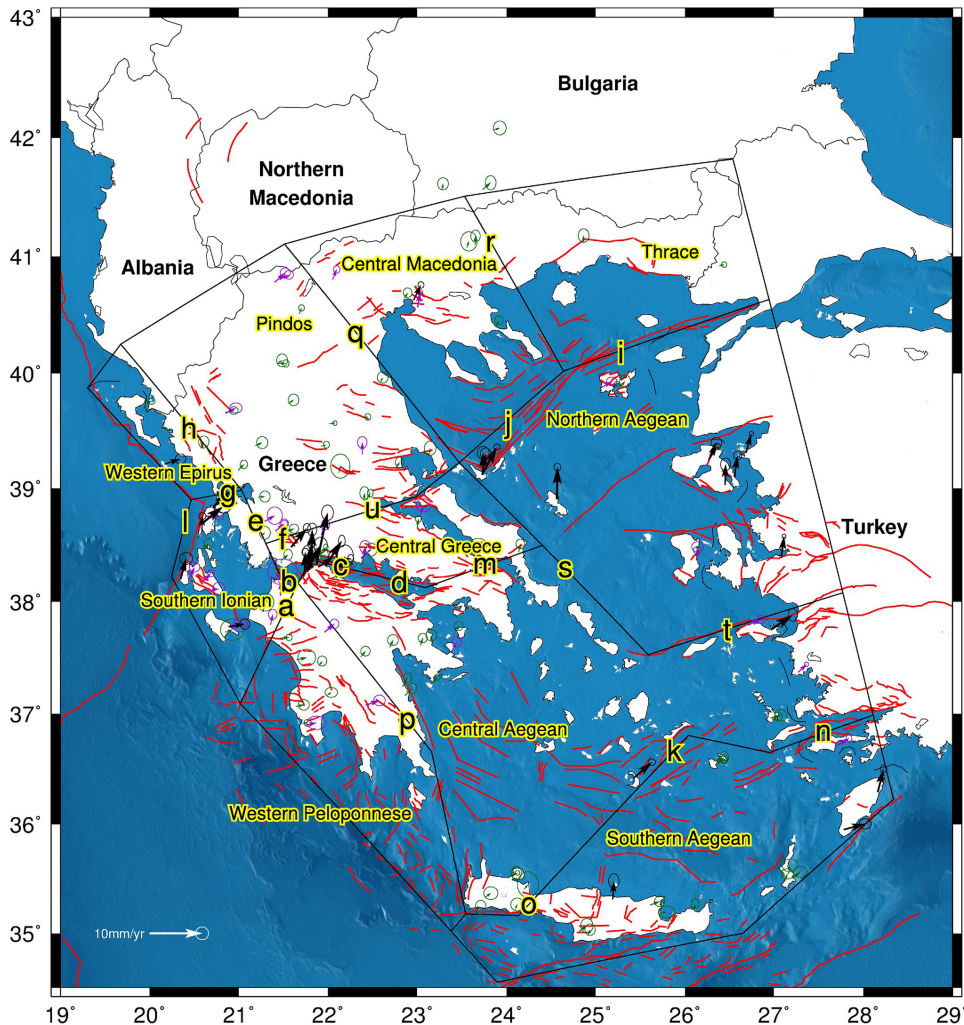 43°
Bulgaria
42°
Northern
Macedonia
r
41°
Central Macedonia
Thrace
Albania
Pindos
q
i
40°
j
Northern Aegean
h
Western Epirus
Greece
39°
g
l
e
u
f
Central Greece
Turkey
c
m
b
d
s
38°
Southern Ionian
a
t
37°
p
Central Aegean
n
k
36°
Western Peloponnese
Southern Aegean
o
35°
10mm/yr
19° 20° 21° 22° 23° 24° 25° 26° 27° 28° 29°